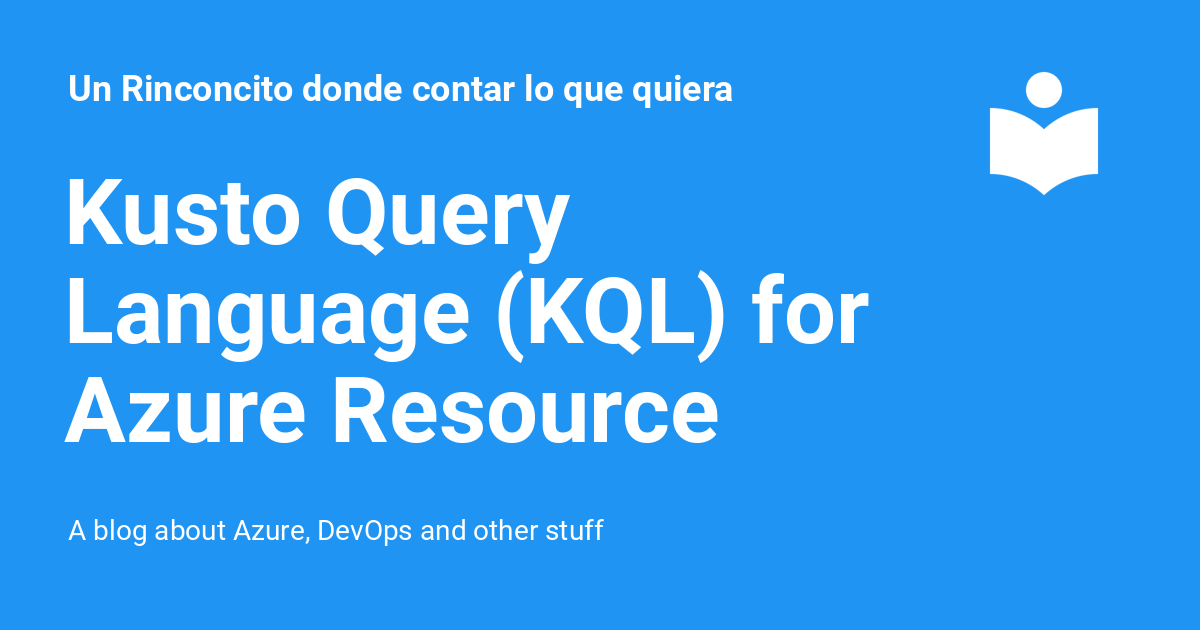 Un Rinconcito donde contar lo que quiera
Kusto Query
Language (KQL) for
Azure Resource
A blog about Azure, DevOps and other stuff